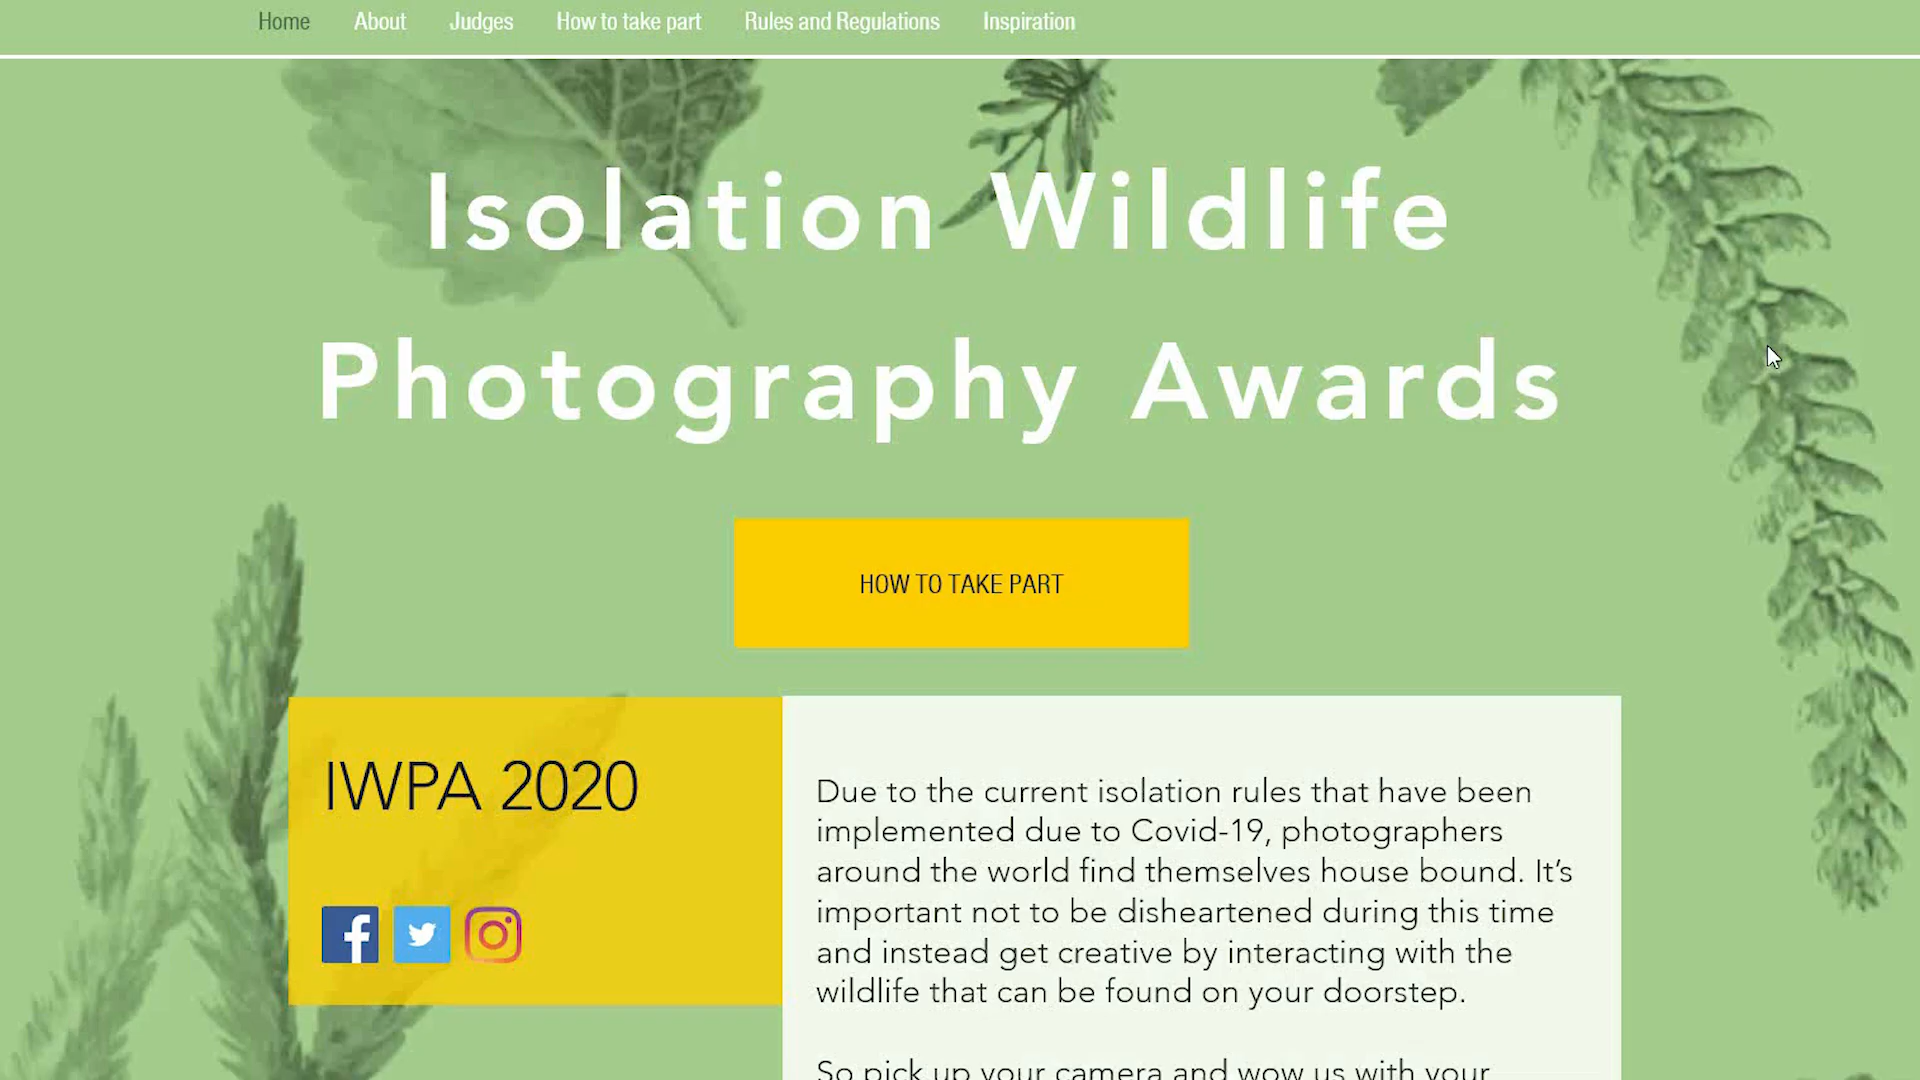 Home About Judges How to take part Rules and Regulations Inspiration
Isolation Wildlife
Photography Awards
HOW TO TAKE PART
IWPA 2020
Due to the current isolation rules that have been
implemented due to Covid-19, photographers
around the world find themselves house bound. It’s
important not to be disheartened during this time
and instead get creative by interacting with the
wildlife that can be found on your doorstep.
So pick up your camera and wow us with your